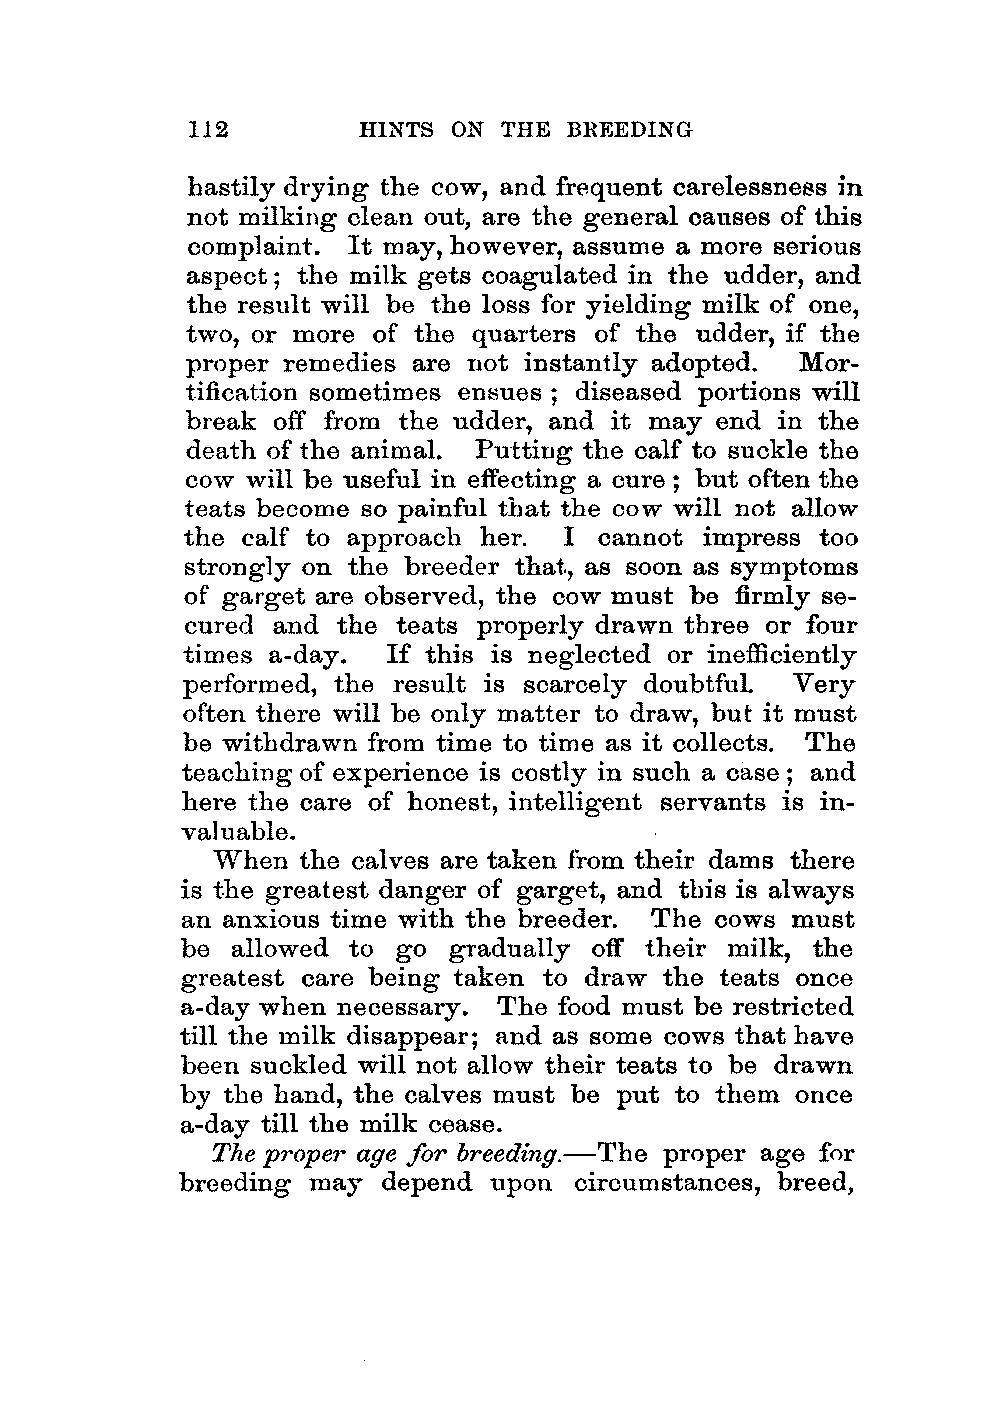 112 HINTS ON THE BREEDING
hastily drying the cow, and frequent carelessness in
not milking clean out, are the general causes of this
complaint. It may, however, assume a more serious
aspect; the milk gets coagulated in the udder, and
the result will be the loss for yielding milk of one,
two, or more of the quarters of the udder, if the
proper remedies are not instantly adopted. Mor-
tification sometimes ensues; diseased portions will
break off from the udder, and it may end in the
death of the animal. Putting the calf to suckle the
cow will be useful in effecting a cure; but often the
teats become so painful that the cow will not allow
the calf to approach her. I cannot impress too
strongly on the breeder that, as soon as symptoms
of garget are observed, the cow must be firmly se-
cured and the teats properly drawn three or four
times a-day. If this is neglected or inefficiently
performed, the result is scarcely doubtful. Very
often there will be only matter to draw, but it must
be withdrawn from time to time as it collects. The
teaching of experience is costly in such a case; and
here the care of honest, intelligent servants is in-
valuable.
When the calves are taken from their dams there
is the greatest danger of garget, and this is always
an anxious time with the breeder. The cows must
be allowed to go gradually off their milk, the
greatest care being taken to draw the teats once
a-day when necessary. The food must be restricted
till the milk disappear; and as some cows that have
been suckled will not allow their teats to be drawn
by the hand, the calves must be put to them once
a-day till the milk cease.
The proper age for breeding.—The proper age for
breeding may depend upon circumstances, breed,